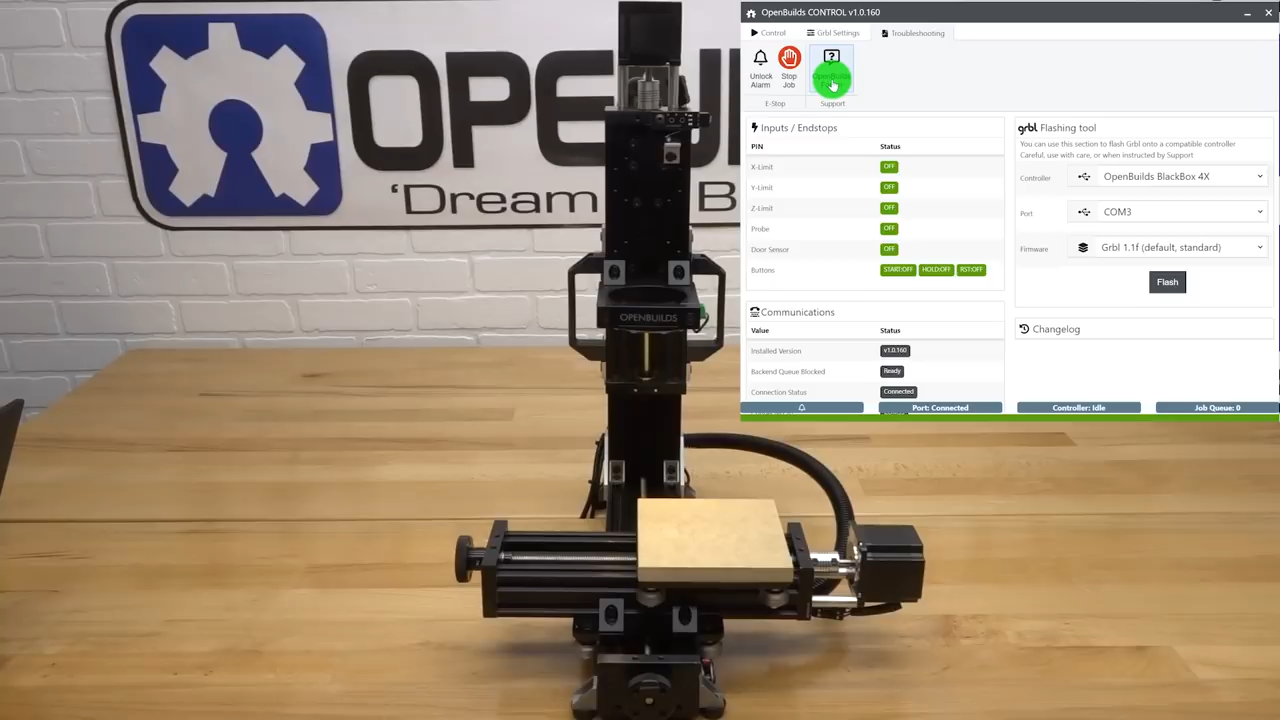 OpenBuilds CONTROL v1.0.160
Control
Grbl Settings
Troubleshooting
Unlock Alarm
Stop Job
E-Stop
Support
Inputs / Endstops
PIN Status
X-Limit OFF
Y-Limit OFF
Z-Limit OFF
Probe OFF
Door Sensor OFF
Buttons START:OFF HOLD:OFF RST:OFF
Communications
Value Status
Installed Version v1.0.160
Backend Queue Blocked Ready
Connection Status Connected
grbl Flashing tool
You can use this section to flash Grbl onto a compatible controller
Careful, use with care, or when instructed by Support
Controller OpenBuilds BlackBox 4X
Port COM3
Firmware Grbl 1.1f (default, standard)
Flash
Changelog
Port: Connected
Controller: Idle
Job Queue: 0
OPENBU
'Dream B
OPENBUILDS